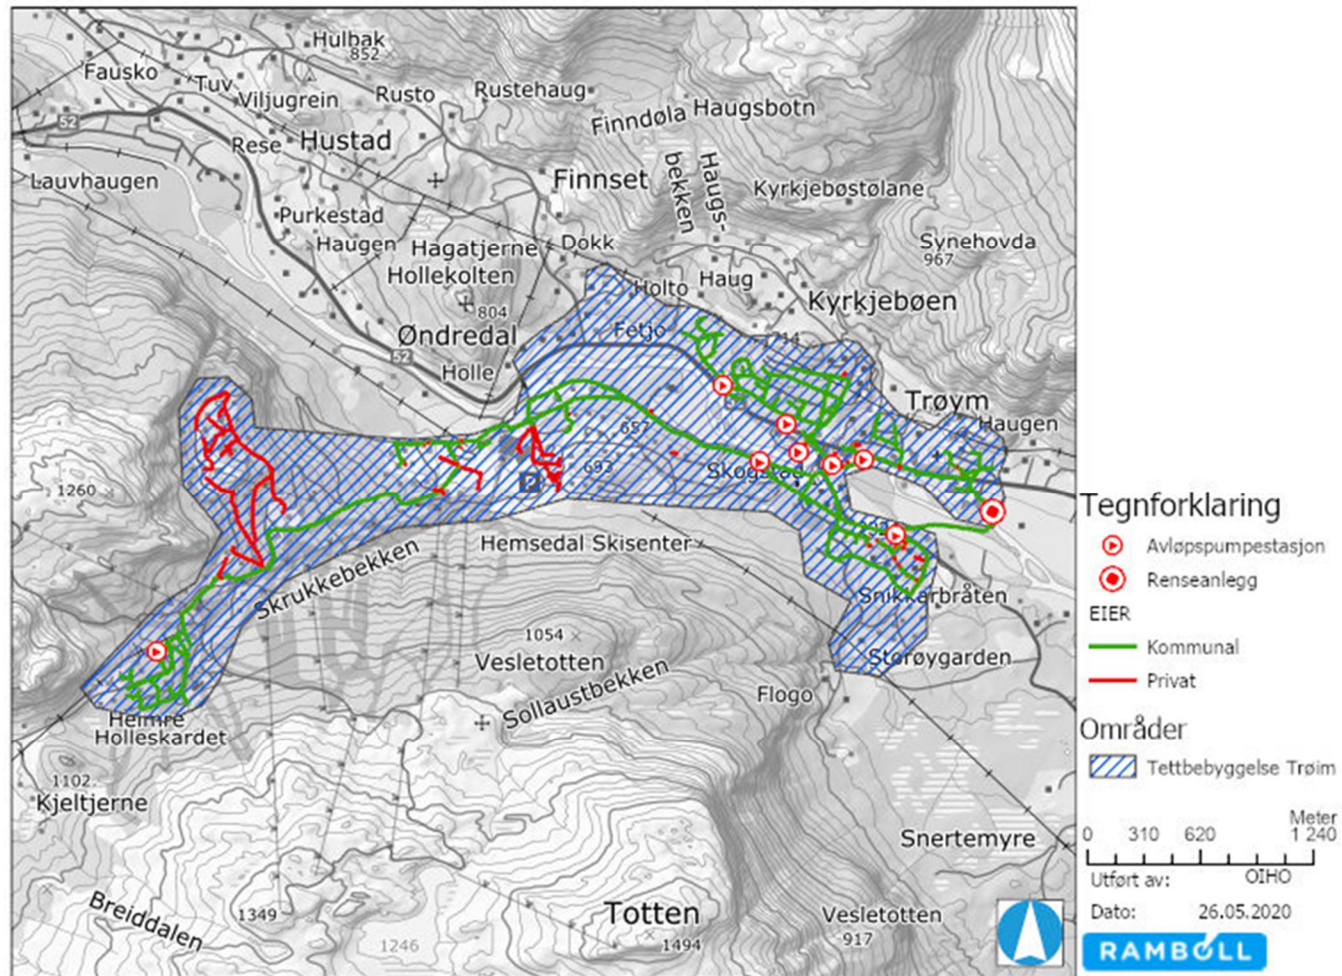 Hulbak
852
Fausko
Tuv
Viljugrein
Rusto
Rustehaug
Finndøla
Haugsbotn
52
Rese
Hustad
Lauvhaugen
Finnset
Haugs-
bekken
Kyrkjebøstølane
Purkestad
Haugen
Hagatjerne
Dokk
Synehovda
967
Hollekolten
Holto
Haug
804
Kyrkjebøen
Øndredal
Fetjo
52
Holle
Trøym
Haugen
657
693
Skogstad
P
1260
Hemsedal Skisenter
Skrukkebekken
Snikkarbråten
1054
Vesletotten
Storøygarden
Sollaustbekken
Flogo
Heimre
Holleskardet
1102
Kjeltjerne
Snertemyre
Breiddalen
1349
1246
Totten
1494
Vesletotten
917
Tegnforklaring
Avløpspumpestasjon
Renseanlegg
EIER
Kommunal
Privat
Områder
Tettbebyggelse Trøim
Meter
0 310 620 1 240
Utført av: OIHO
Dato: 26.05.2020
RAMBOLL